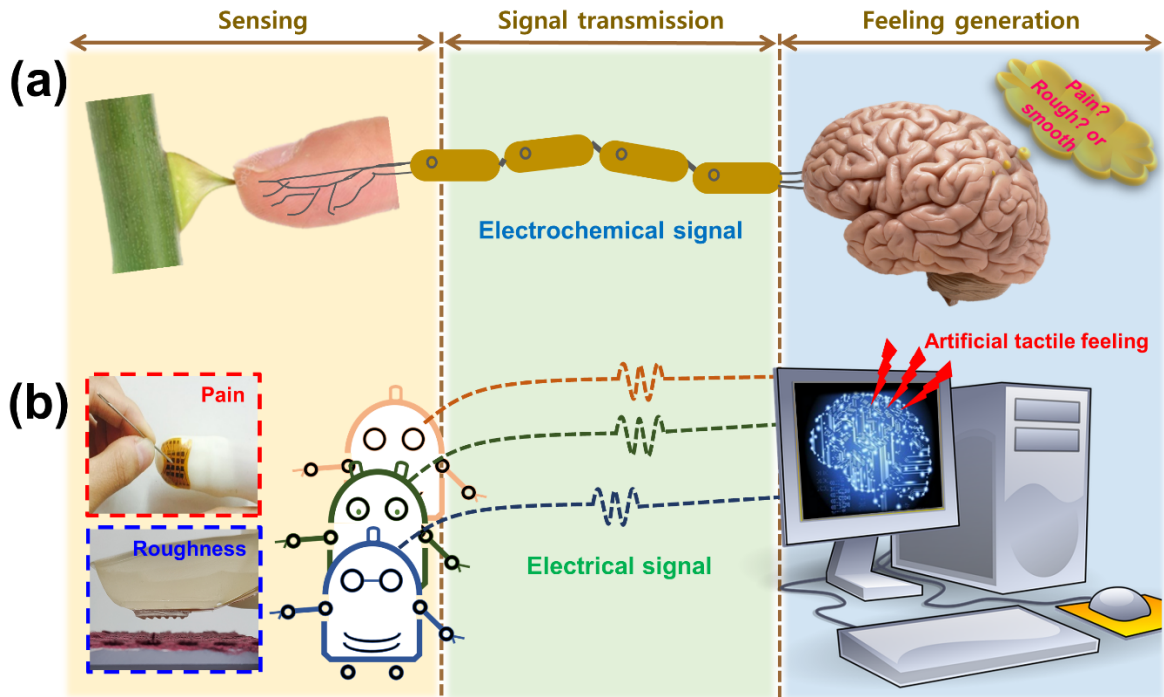 Sensing
Signal transmission
Feeling generation
(a)
Pain?
Rough? or
smooth
Electrochemical signal
Artificial tactile feeling
(b)
Pain
Roughness
Electrical signal